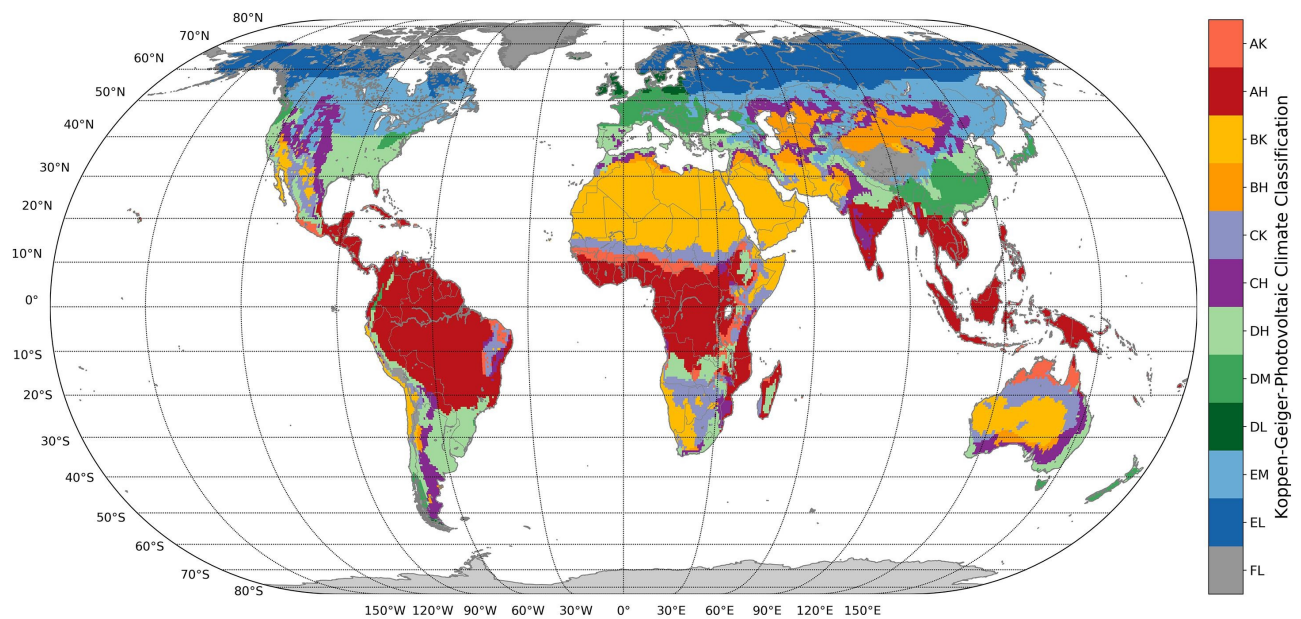 80°N
70°N
60°N
50°N
40°N
30°N
20°N
10°N
0°
10°S
20°S
30°S
40°S
50°S
60°S
70°S
80°S
150°W 120°W 90°W 60°W 30°W 0° 30°E 60°E 90°E 120°E 150°E
AK
AH
BK
BH
CK
CH
DH
DM
DL
EM
EL
FL
Koppen-Geiger-Photovoltaic Climate Classification